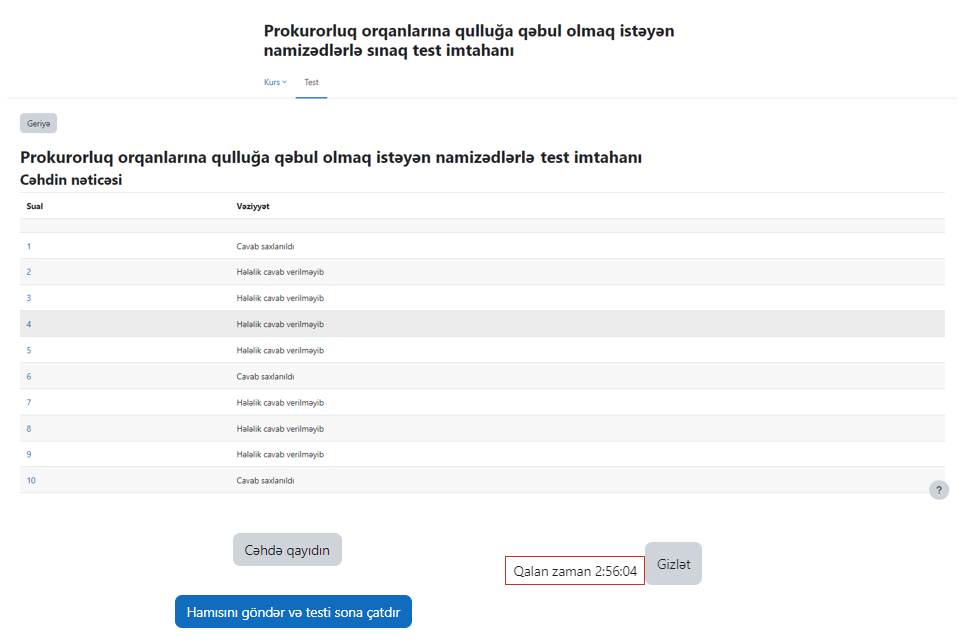 Prokurorluq orqanlarına qulluğa qəbul olmaq istəyən
namizədlərlə sınaq test imtahanı
Kurs Test
Geriyə
Prokurorluq orqanlarına qulluğa qəbul olmaq istəyən namizədlərlə test imtahanı
Cəhdin nəticəsi
Sual Vəziyyət
1 Cavab saxlanıldı
2 Hələlik cavab verilməyib
3 Hələlik cavab verilməyib
4 Hələlik cavab verilməyib
5 Hələlik cavab verilməyib
6 Cavab saxlanıldı
7 Hələlik cavab verilməyib
8 Hələlik cavab verilməyib
9 Hələlik cavab verilməyib
10 Cavab saxlanıldı
?
Cəhdə qayıdın
Qalan zaman 2:56:04 Gizlət
Hamısını göndər və testi sona çatdır